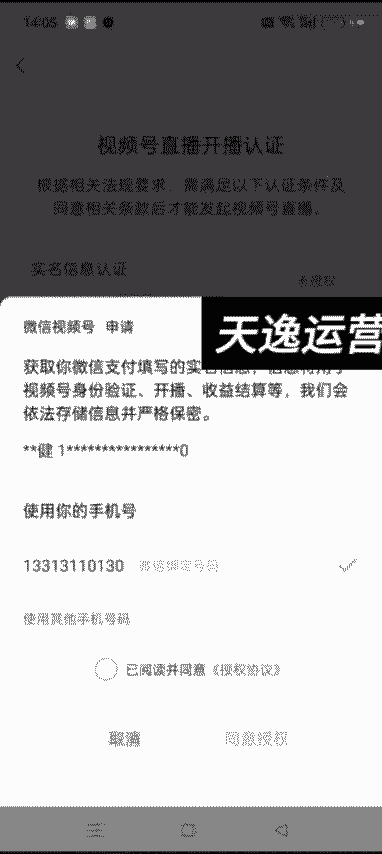 14:05
视频号直播开播认证
根据相关法规要求，需满足以下认证条件及
同意相关条款后才能发起视频号直播。
实名信息认证
未授权
微信视频号 申请
天逸运营
获取你微信支付填写的实名信息，信息将用于
视频号身份验证、开播、收益结算等，我们会
依法存储信息并严格保密。
**健 1****************0
使用你的手机号
13313110130 微信绑定号码
使用其他手机号码
已阅读并同意《授权协议》
取消
同意授权